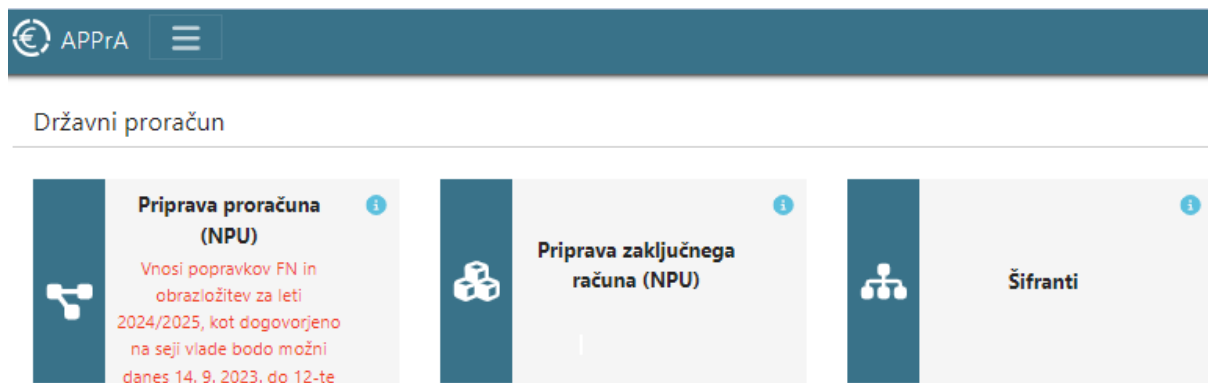 APPrA
Državni proračun
Priprava proračuna
(NPU)
Vnosi popravkov FN in
obrazložitev za leti
2024/2025, kot dogovorjeno
na seji vlade bodo možni
danes 14. 9. 2023. do 12-te
Priprava zaključnega
računa (NPU)
Šifranti